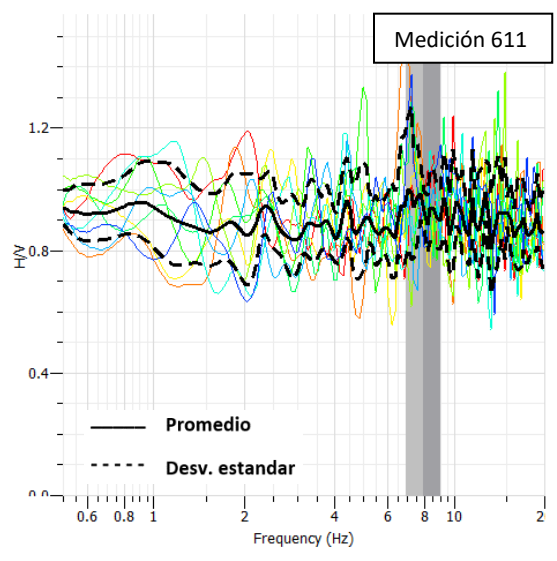 Medición 611
1.2
0.8
H/V
0.4
Promedio
Desv. estandar
0.0
0.6 0.8 1 2 4 6 8 10 2
Frequency (Hz)